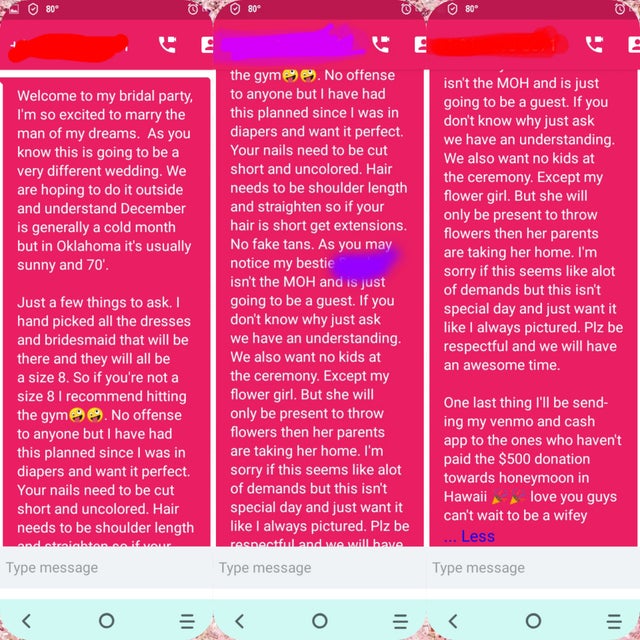 80°
Welcome to my bridal party,
I'm so excited to marry the
man of my dreams.  As you
know this is going to be a
very different wedding. We
are hoping to do it outside
and understand December
is generally a cold month
but in Oklahoma it's usually
sunny and 70'.
Just a few things to ask. I
hand picked all the dresses
and bridesmaid that will be
there and they will all be
a size 8. So if you're not a
size 8 I recommend hitting
the gym🤪🤪. No offense
to anyone but I have had
this planned since I was in
diapers and want it perfect.
Your nails need to be cut
short and uncolored. Hair
needs to be shoulder length
and straighten so if your
Type message
80°
the gym🤪🤪. No offense
to anyone but I have had
this planned since I was in
diapers and want it perfect.
Your nails need to be cut
short and uncolored. Hair
needs to be shoulder length
and straighten so if your
hair is short get extensions.
No fake tans. As you may
notice my bestie
isn't the MOH and is just
going to be a guest. If you
don't know why just ask
we have an understanding.
We also want no kids at
the ceremony. Except my
flower girl. But she will
only be present to throw
flowers then her parents
are taking her home. I'm
sorry if this seems like alot
of demands but this isn't
special day and just want it
like I always pictured. Plz be
respectful and we will have
Type message
80°
isn't the MOH and is just
going to be a guest. If you
don't know why just ask
we have an understanding.
We also want no kids at
the ceremony. Except my
flower girl. But she will
only be present to throw
flowers then her parents
are taking her home. I'm
sorry if this seems like alot
of demands but this isn't
special day and just want it
like I always pictured. Plz be
respectful and we will have
an awesome time.
One last thing I'll be send-
ing my venmo and cash
app to the ones who haven't
paid the $500 donation
towards honeymoon in
Hawaii 🎉🎉 love you guys
can't wait to be a wifey
... Less
Type message